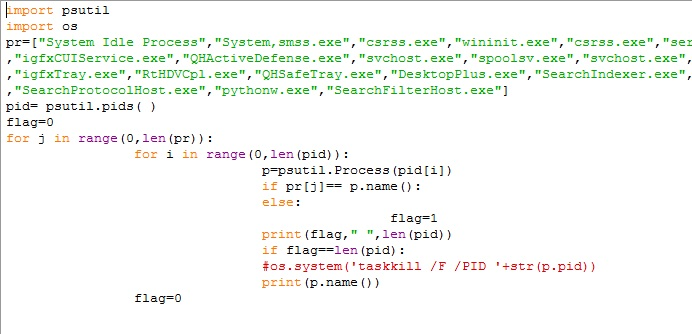 import psutil
import os
pr=["System Idle Process","System,smss.exe","csrss.exe","wininit.exe","csrss.exe","ser
,"igfxCUIService.exe","QHActiveDefense.exe","svchost.exe","spoolsv.exe","svchost.exe",
,"igfxTray.exe","RtHDVCpl.exe","QHSafeTray.exe","DesktopPlus.exe","SearchIndexer.exe",
,"SearchProtocolHost.exe","pythonw.exe","SearchFilterHost.exe"]
pid= psutil.pids( )
flag=0
for j in range(0,len(pr)):
for i in range(0,len(pid)):
p=psutil.Process(pid[i])
if pr[j]== p.name():
else:
flag=1
print(flag," ",len(pid))
if flag==len(pid):
#os.system('taskkill /F /PID '+str(p.pid))
print(p.name())
flag=0